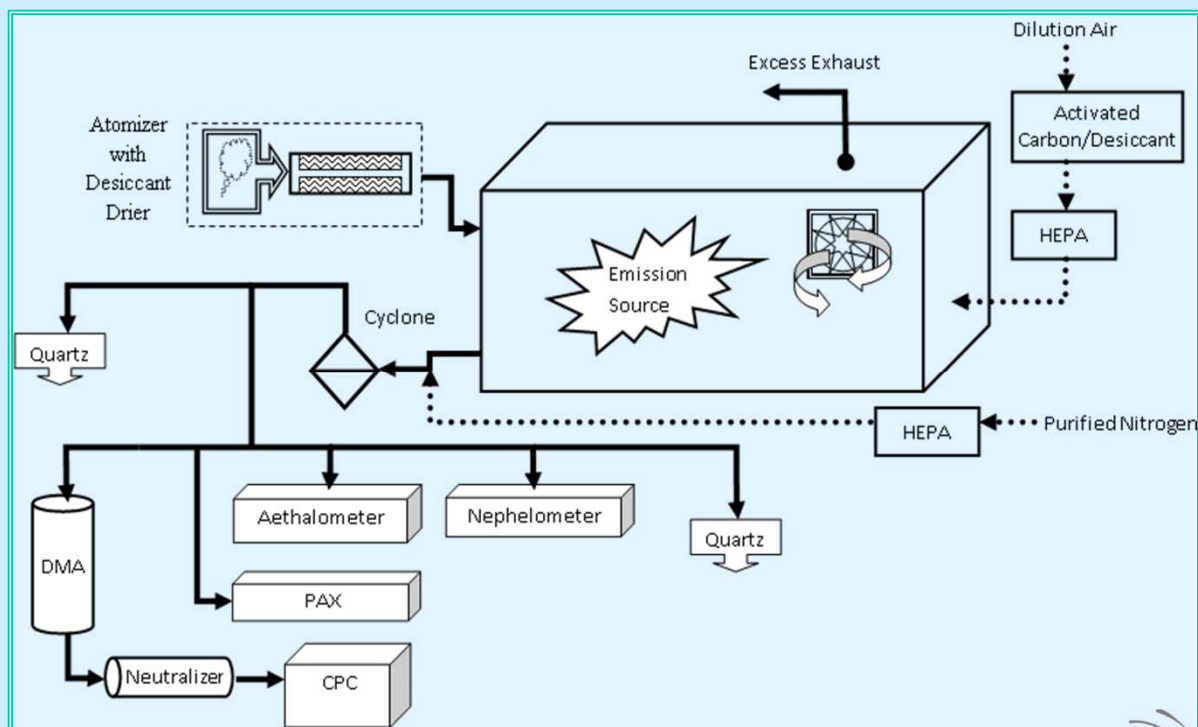 Dilution Air
Excess Exhaust
Activated
Carbon/Desiccant
Atomizer
with
Desiccant
Drier
HEPA
Emission
Source
Cyclone
Quartz
HEPA
Purified Nitrogen
Aethalometer
Nephelometer
Quartz
DMA
PAX
Neutralizer
CPC